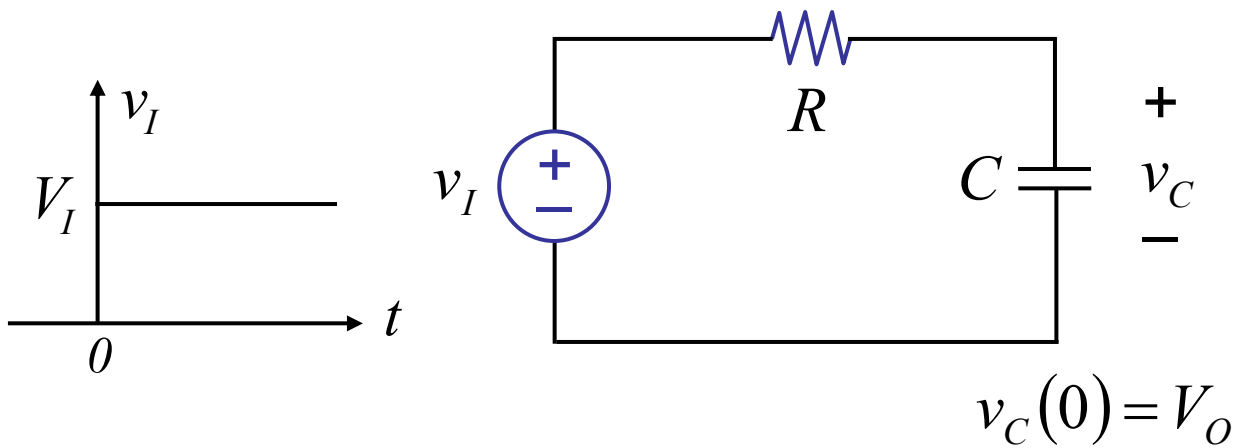 v_I
V_I
t
0
R
+
−
v_I
C
+
v_C
−
v_C(0) = V_O